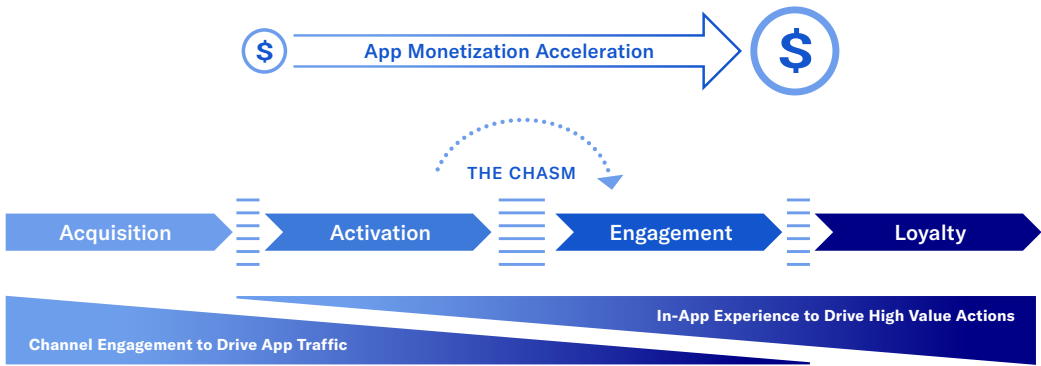 $ App Monetization Acceleration $
THE CHASM
Acquisition Activation Engagement Loyalty
In-App Experience to Drive High Value Actions
Channel Engagement to Drive App Traffic